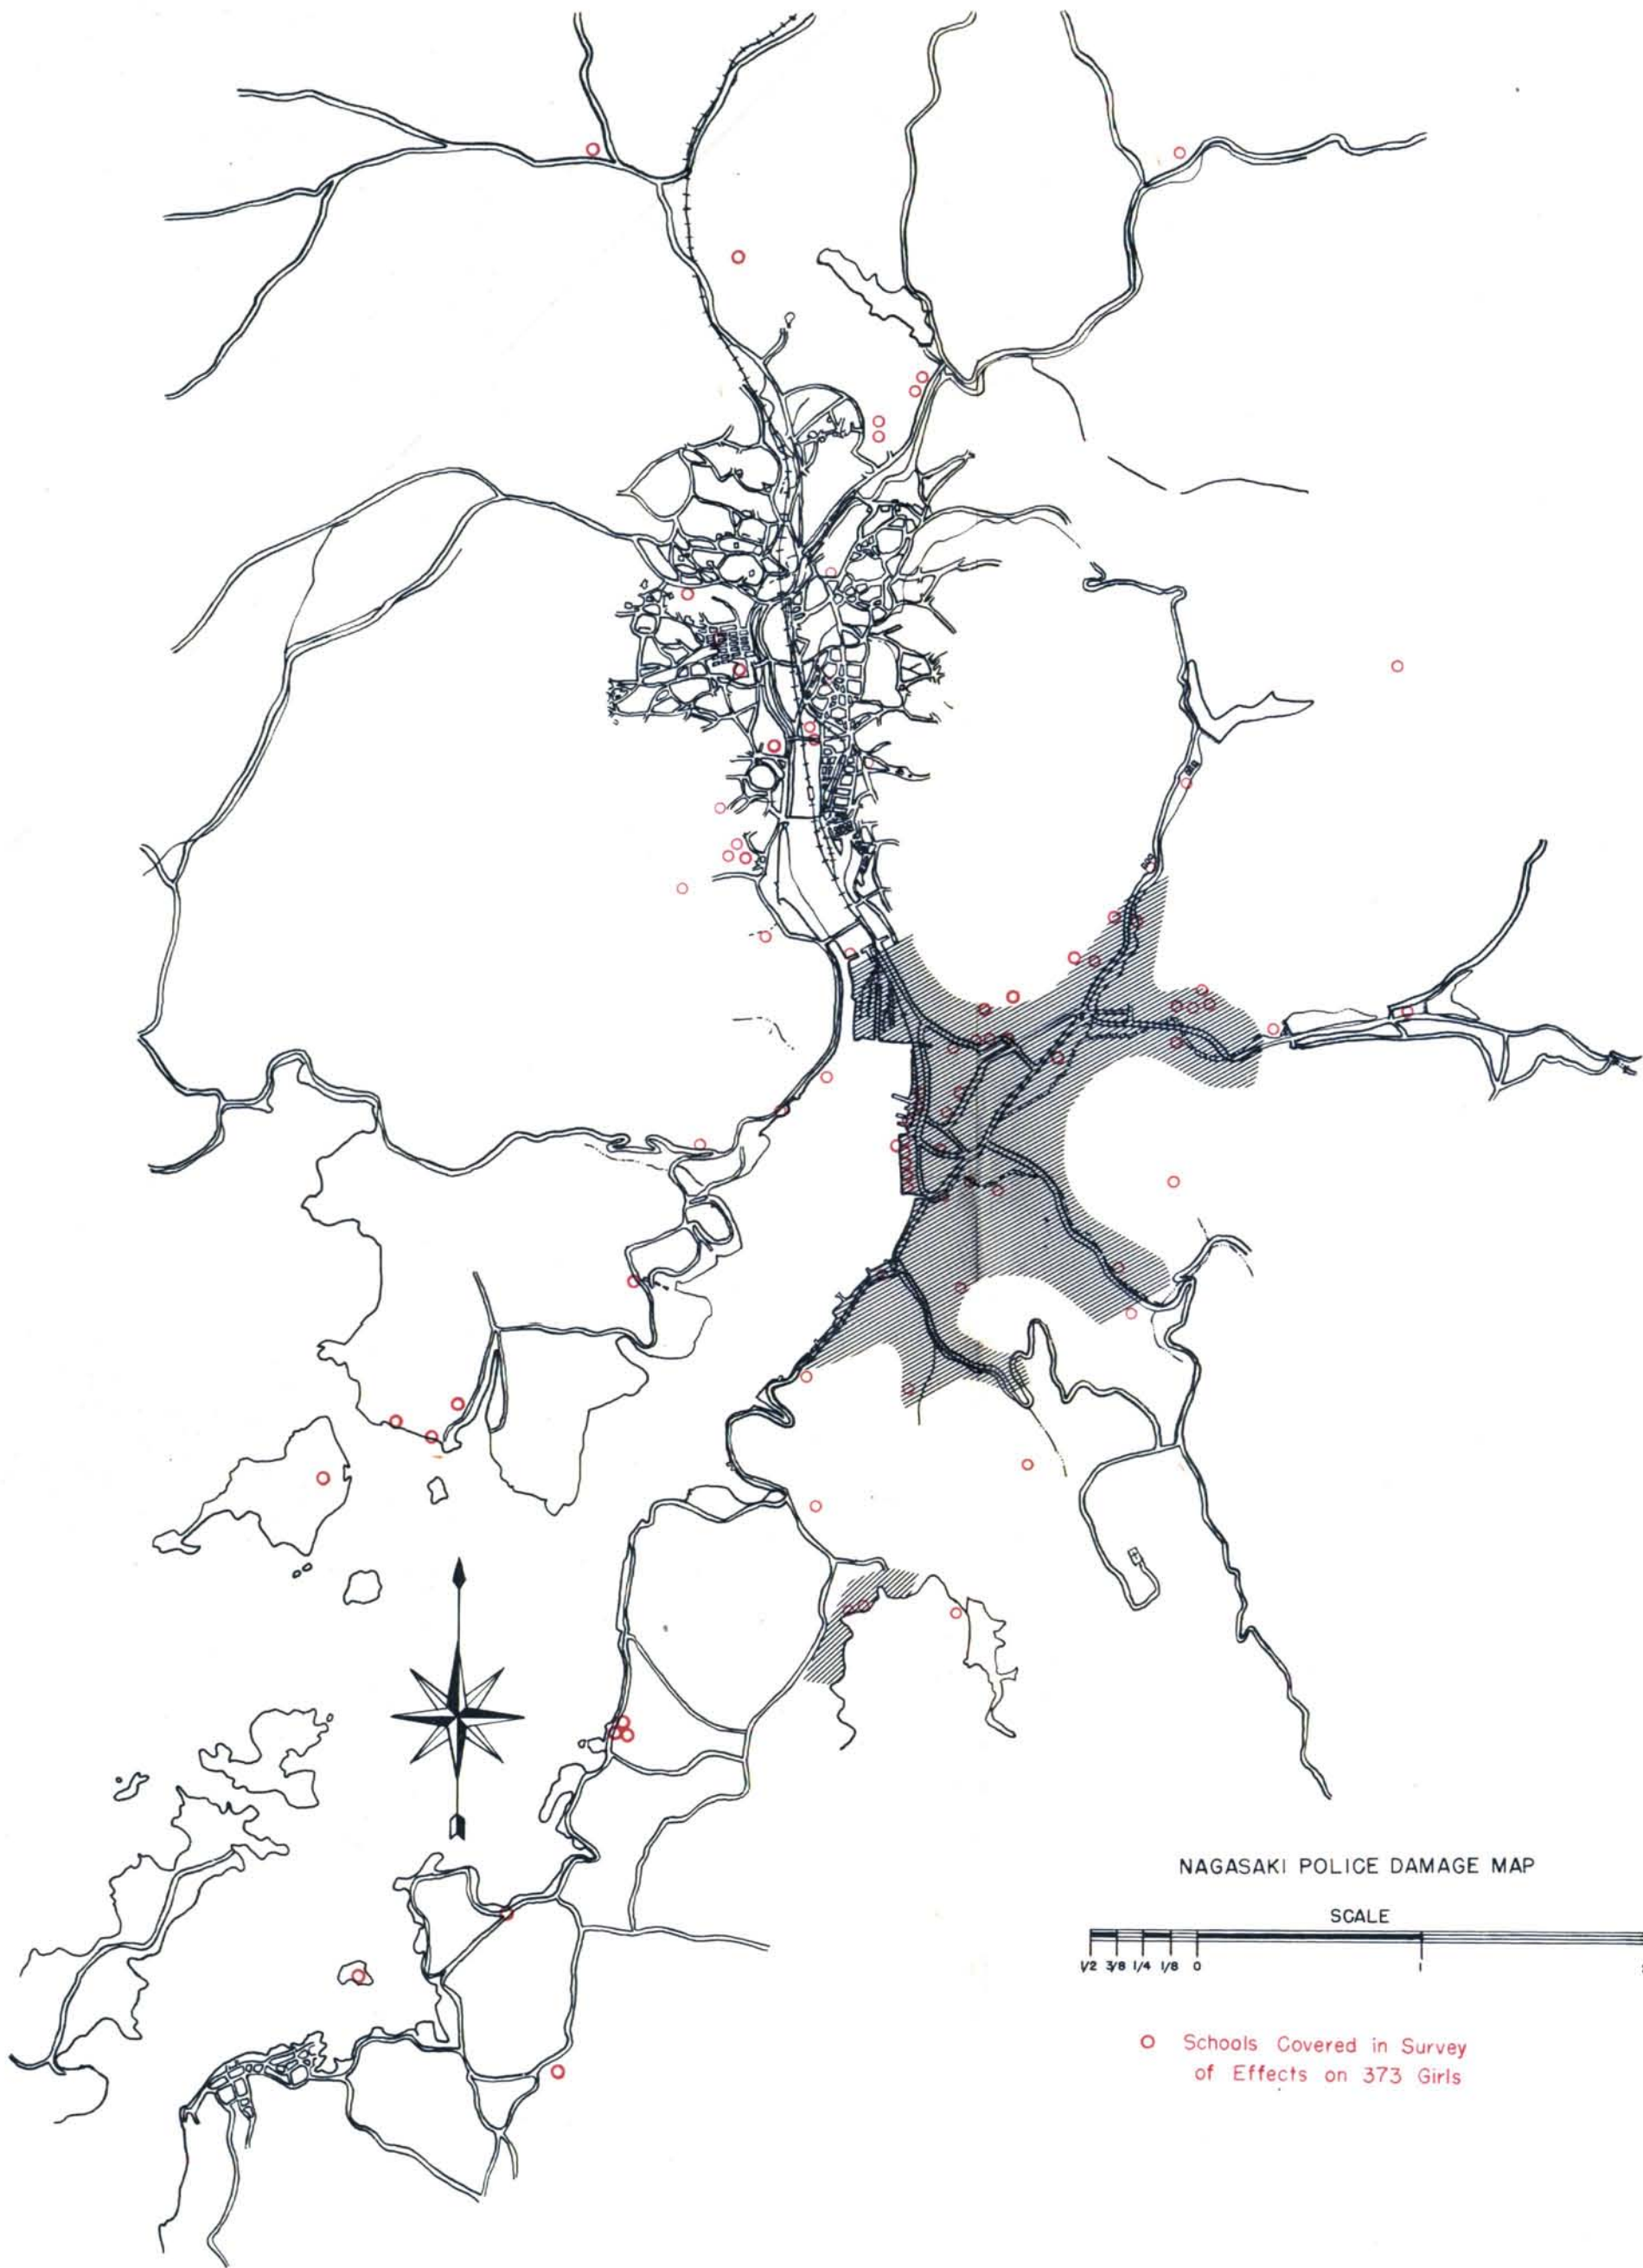 NAGASAKI POLICE DAMAGE MAP
SCALE
1/2 3/8 1/4 1/8 0 1
Schools Covered in Survey
of Effects on 373 Girls